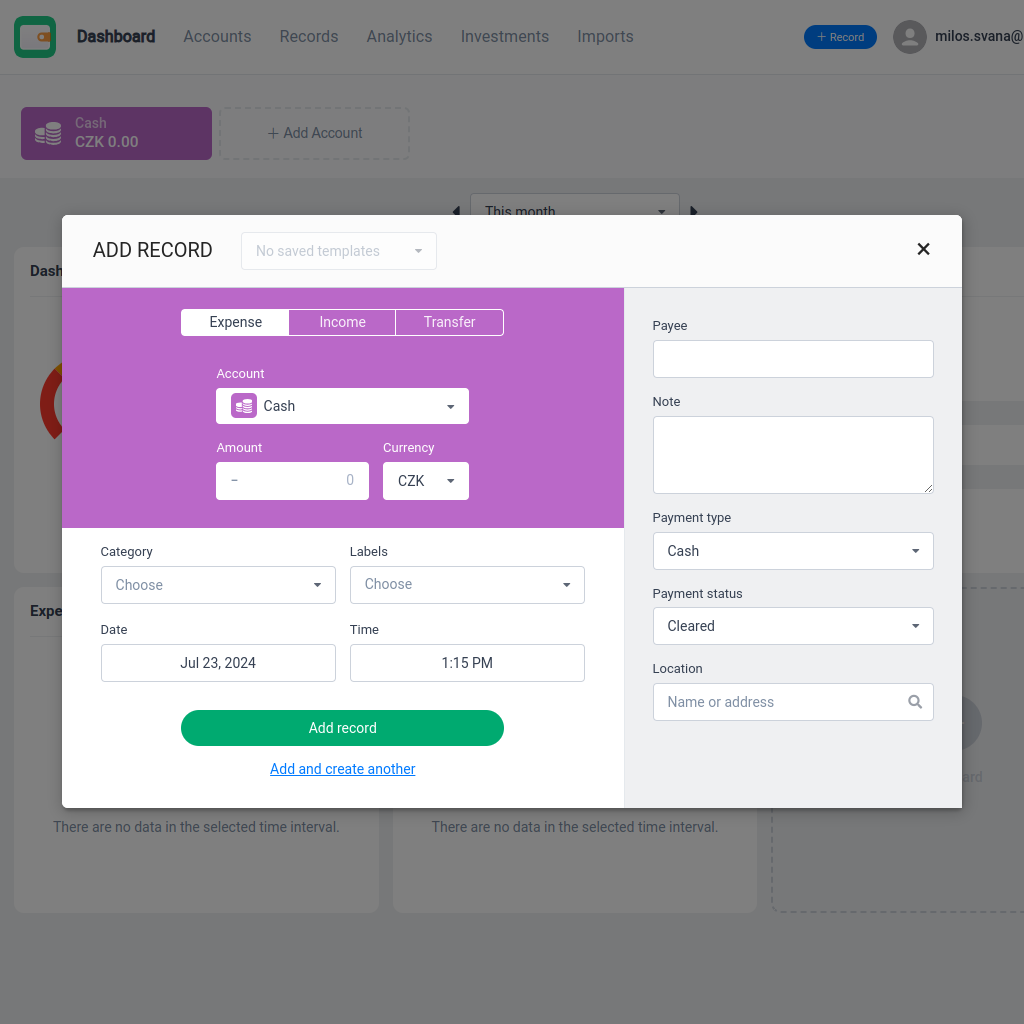 Dashboard Accounts Records Analytics Investments Imports + Record milos.svana@
Cash
CZK 0.00
+ Add Account
This month
ADD RECORD No saved templates
Dash
Expense Income Transfer
Account
Cash
Amount Currency
– 0 CZK
Category Labels
Choose Choose
Date Time
Jul 23, 2024 1:15 PM
Add record
Add and create another
Payee
Note
Payment type
Cash
Payment status
Cleared
Location
Name or address
Expe
ard
There are no data in the selected time interval. There are no data in the selected time interval.